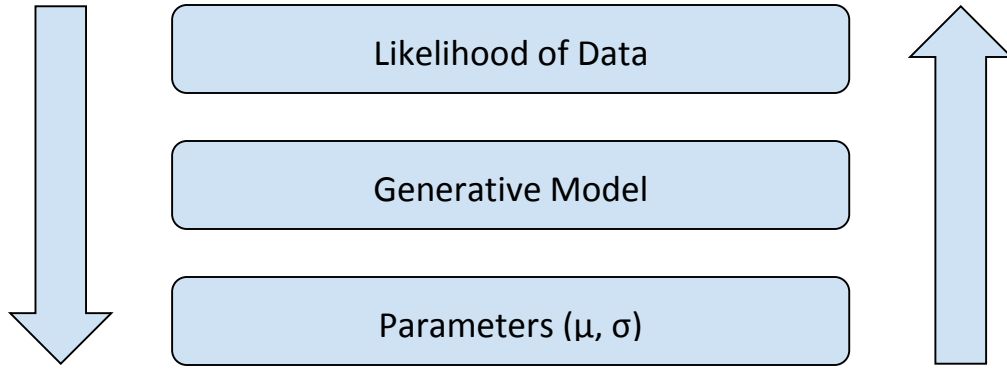 Likelihood of Data
Generative Model
Parameters (μ, σ)